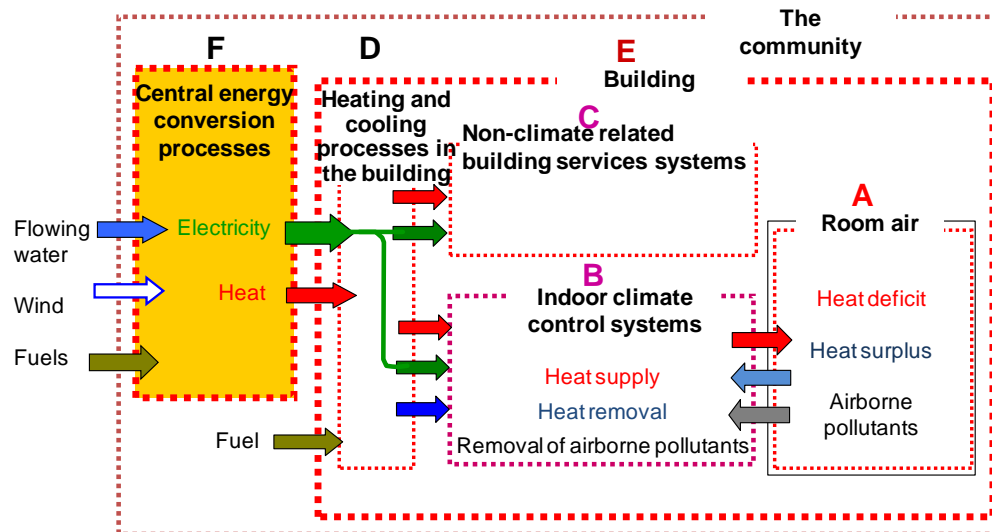 The
community
F
D
E
Building
Central energy
conversion
processes
Heating and
cooling
processes in
the building
C
Non-climate related
building services systems
A
Room air
Flowing
water
Electricity
Wind
Heat
Fuels
B
Indoor climate
control systems
Heat supply
Heat removal
Removal of airborne pollutants
Heat deficit
Heat surplus
Airborne
pollutants
Fuel